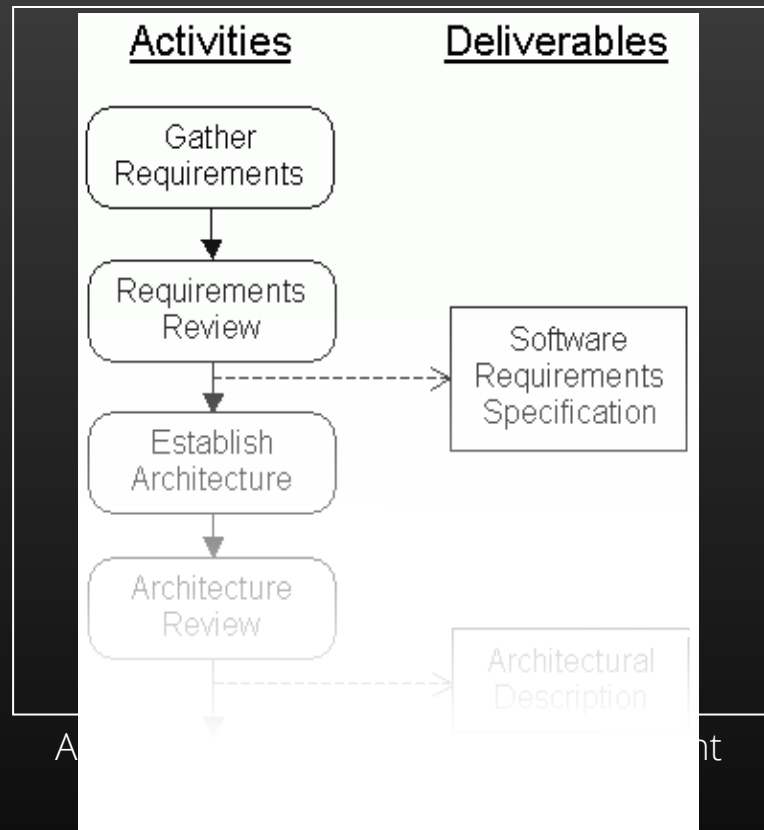 Activities
Deliverables
Gather
Requirements
Requirements
Review
Software
Requirements
Specification
Establish
Architecture
Architecture
Review
Architectural
Description